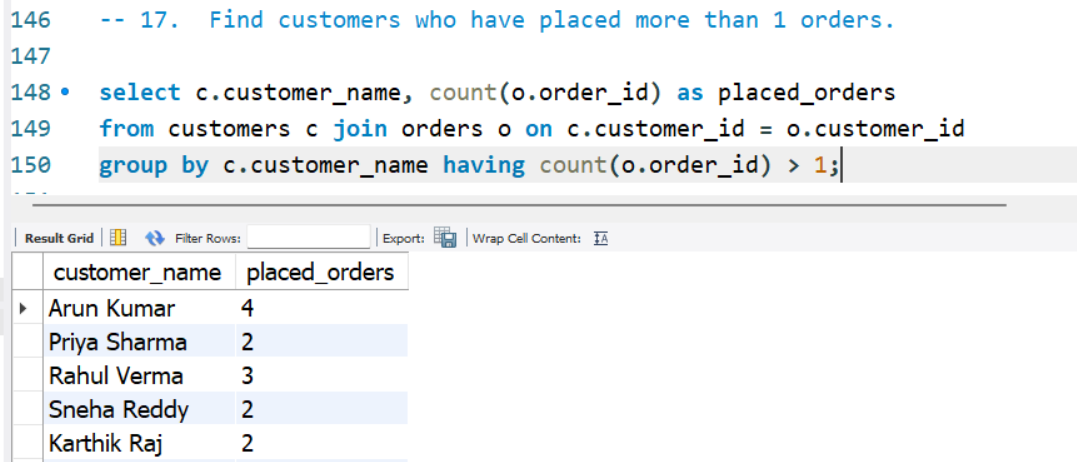 146 -- 17. Find customers who have placed more than 1 orders.
147
148 select c.customer_name, count(o.order_id) as placed_orders
149 from customers c join orders o on c.customer_id = o.customer_id
150 group by c.customer_name having count(o.order_id) > 1;
Result Grid Filter Rows: Export: Wrap Cell Content:
customer_name placed_orders
Arun Kumar 4
Priya Sharma 2
Rahul Verma 3
Sneha Reddy 2
Karthik Raj 2